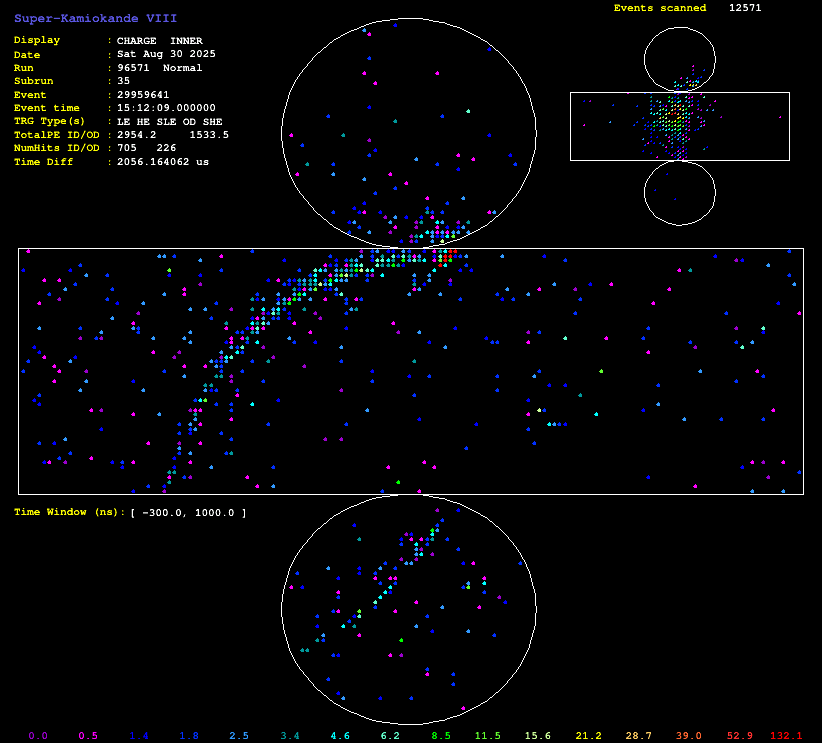 Events scanned 12571
Super-Kamiokande VIII
Display : CHARGE INNER
Date : Sat Aug 30 2025
Run : 96571 Normal
Subrun : 35
Event : 29959641
Event time : 15:12:09.000000
TRG Type(s) : LE HE SLE OD SHE
TotalPE ID/OD : 2954.2 1533.5
NumHits ID/OD : 705 226
Time Diff : 2056.164062 us
Time Window (ns): [ -300.0, 1000.0 ]
0.0 0.5 1.4 1.8 2.5 3.4 4.6 6.2 8.5 11.5 15.6 21.2 28.7 39.0 52.9 132.1